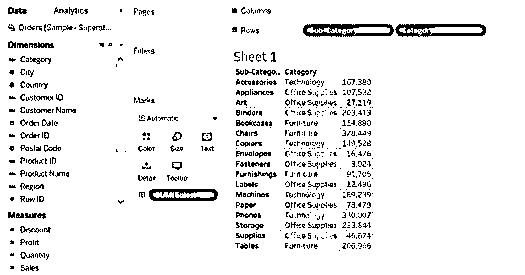 Data Analytics
Orders (Sample - Superst...
Dimensions
Category
City
Country
Customer ID
Customer Name
Order Date
Order ID
Postal Code
Product ID
Product Name
Region
Row ID
Measures
Discount
Profit
Quantity
Sales
Pages
Filters
Marks
Automatic
Color Size Text
Detail Tooltip
Columns
Rows Sub-Category Category
Sheet 1
Sub-Catego.. Category
Accessories Technology 167,380
Appliances Office Supplies 107,532
Art Office Supplies 27,119
Binders Office Supplies 203,413
Bookcases Furniture 114,880
Chairs Furniture 328,449
Copiers Technology 149,528
Envelopes Office Supplies 16,476
Fasteners Office Supplies 3,024
Furnishings Furniture 91,705
Labels Office Supplies 12,486
Machines Technology 189,239
Paper Office Supplies 78,479
Phones Technology 330,007
Storage Office Supplies 223,844
Supplies Office Supplies 46,674
Tables Furniture 206,966